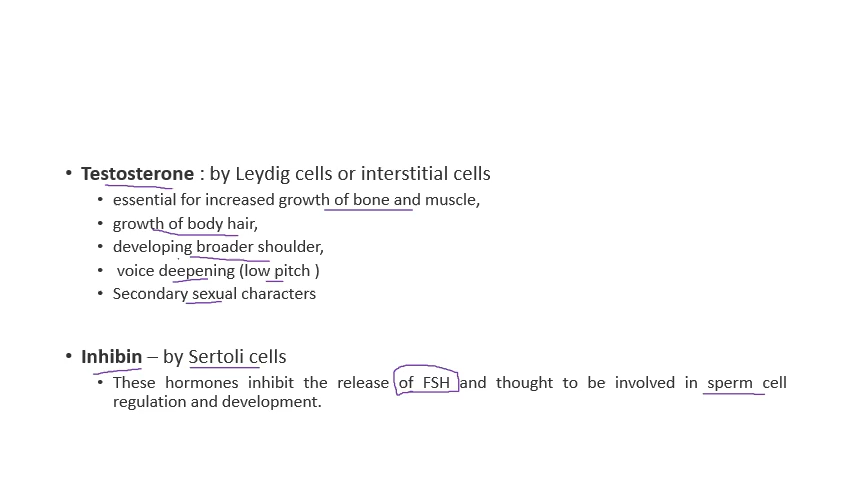 • Testosterone : by Leydig cells or interstitial cells
• essential for increased growth of bone and muscle,
• growth of body hair,
• developing broader shoulder,
• voice deepening (low pitch )
• Secondary sexual characters
• Inhibin – by Sertoli cells
• These hormones inhibit the release of FSH and thought to be involved in sperm cell
regulation and development.